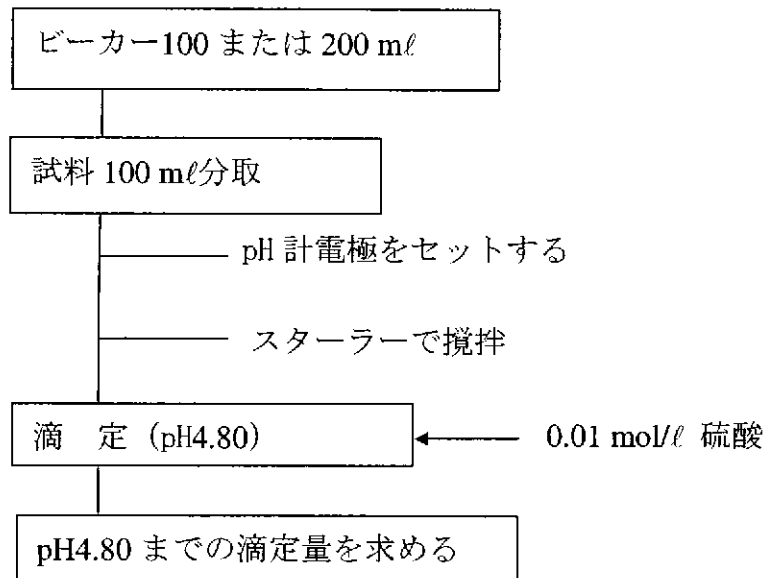 ビーカー100 または 200 mℓ
試料 100 mℓ分取
pH 計電極をセットする
スターラーで撹拌
滴　定（pH4.80）
0.01 mol/ℓ 硫酸
pH4.80 までの滴定量を求める